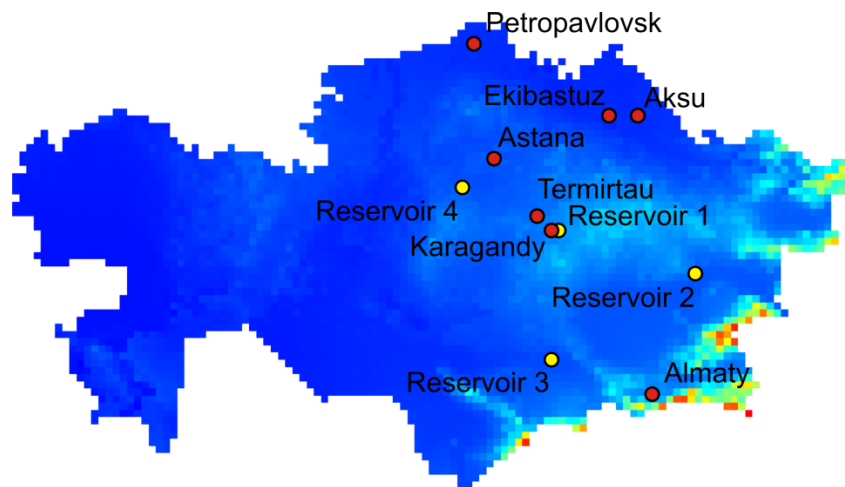 Petropavlovsk
Ekibastuz
Aksu
Astana
Termirtau
Reservoir 4
Reservoir 1
Karagandy
Reservoir 2
Reservoir 3
Almaty